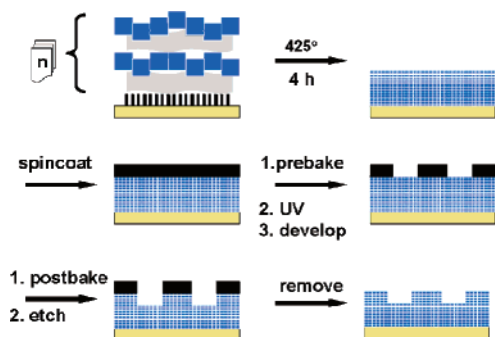 n
425°
4 h
spincoat
1.prebake
2. UV
3. develop
1. postbake
2. etch
remove